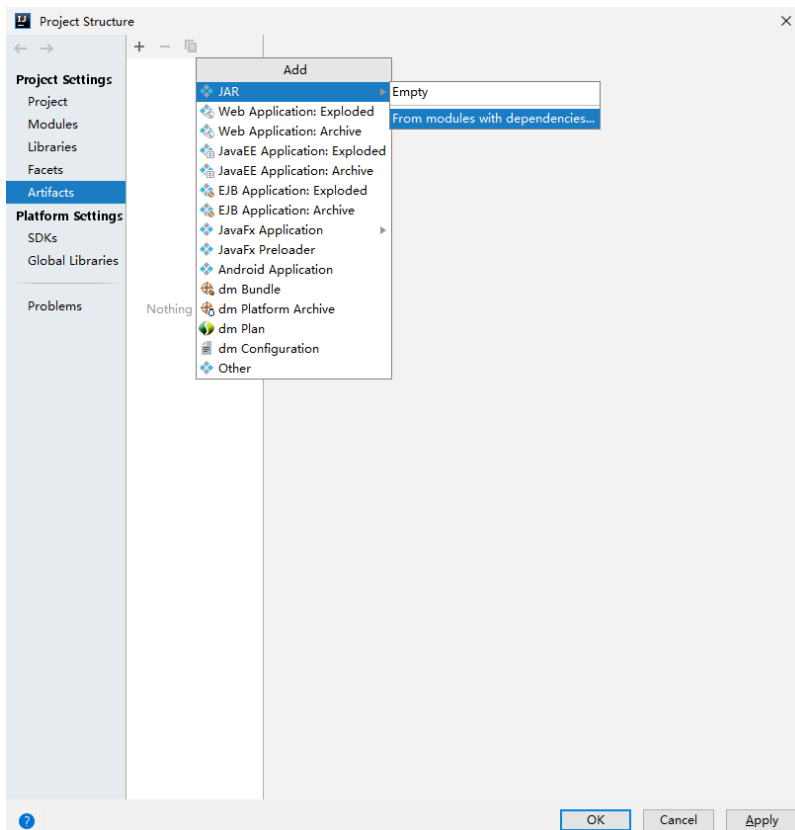 Project Structure
Project Settings
Project
Modules
Libraries
Facets
Artifacts
Platform Settings
SDKs
Global Libraries
Problems
Nothing
Add
JAR
Web Application: Exploded
Web Application: Archive
JavaEE Application: Exploded
JavaEE Application: Archive
EJB Application: Exploded
EJB Application: Archive
JavaFx Application
JavaFx Preloader
Android Application
dm Bundle
dm Platform Archive
dm Plan
dm Configuration
Other
Empty
From modules with dependencies...
OK Cancel Apply